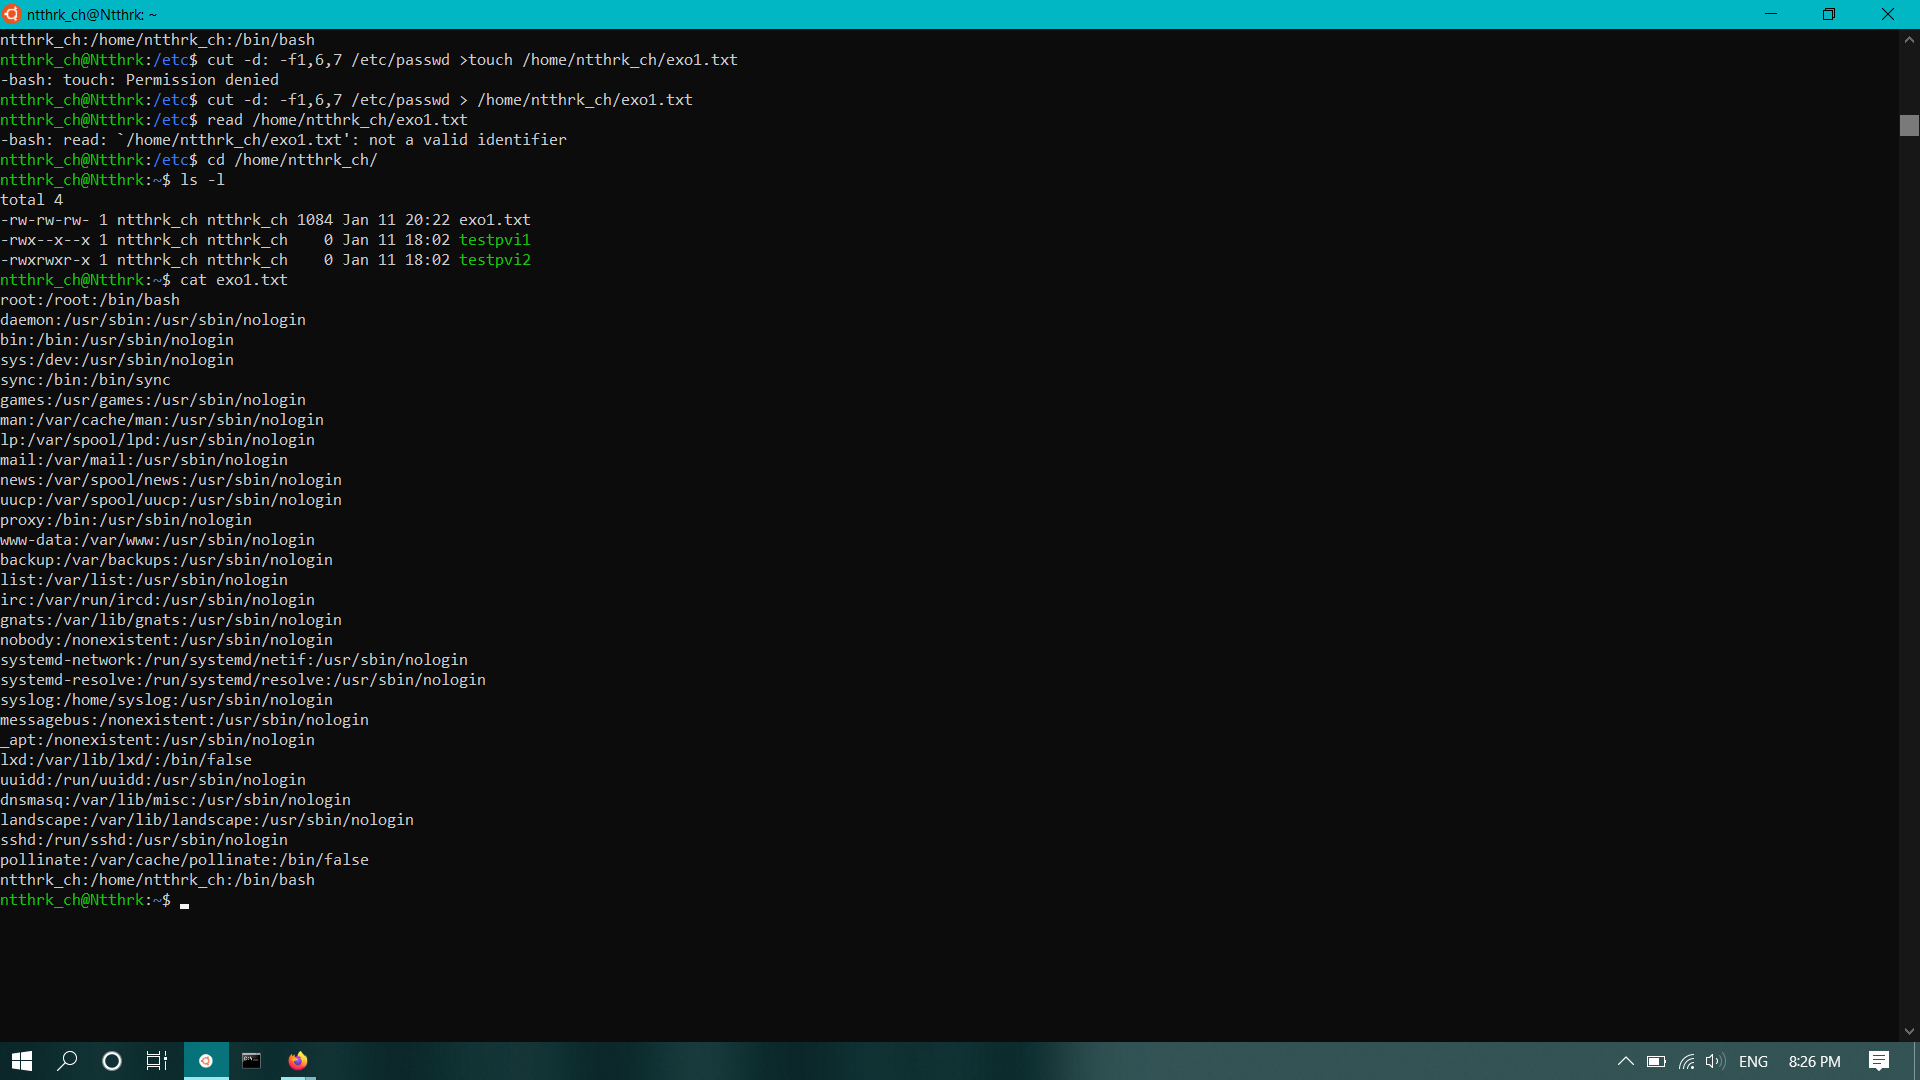 ntthrk_ch@Ntthrk: ~
ntthrk_ch:/home/ntthrk_ch:/bin/bash
ntthrk_ch@Ntthrk:/etc$ cut -d: -f1,6,7 /etc/passwd >touch /home/ntthrk_ch/exo1.txt
-bash: touch: Permission denied
ntthrk_ch@Ntthrk:/etc$ cut -d: -f1,6,7 /etc/passwd > /home/ntthrk_ch/exo1.txt
ntthrk_ch@Ntthrk:/etc$ read /home/ntthrk_ch/exo1.txt
-bash: read: `/home/ntthrk_ch/exo1.txt': not a valid identifier
ntthrk_ch@Ntthrk:/etc$ cd /home/ntthrk_ch/
ntthrk_ch@Ntthrk:~$ ls -l
total 4
-rw-rw-rw- 1 ntthrk_ch ntthrk_ch 1084 Jan 11 20:22 exo1.txt
-rwx--x--x 1 ntthrk_ch ntthrk_ch    0 Jan 11 18:02 testpvi1
-rwxrwxr-x 1 ntthrk_ch ntthrk_ch    0 Jan 11 18:02 testpvi2
ntthrk_ch@Ntthrk:~$ cat exo1.txt
root:/root:/bin/bash
daemon:/usr/sbin:/usr/sbin/nologin
bin:/bin:/usr/sbin/nologin
sys:/dev:/usr/sbin/nologin
sync:/bin:/bin/sync
games:/usr/games:/usr/sbin/nologin
man:/var/cache/man:/usr/sbin/nologin
lp:/var/spool/lpd:/usr/sbin/nologin
mail:/var/mail:/usr/sbin/nologin
news:/var/spool/news:/usr/sbin/nologin
uucp:/var/spool/uucp:/usr/sbin/nologin
proxy:/bin:/usr/sbin/nologin
www-data:/var/www:/usr/sbin/nologin
backup:/var/backups:/usr/sbin/nologin
list:/var/list:/usr/sbin/nologin
irc:/var/run/ircd:/usr/sbin/nologin
gnats:/var/lib/gnats:/usr/sbin/nologin
nobody:/nonexistent:/usr/sbin/nologin
systemd-network:/run/systemd/netif:/usr/sbin/nologin
systemd-resolve:/run/systemd/resolve:/usr/sbin/nologin
syslog:/home/syslog:/usr/sbin/nologin
messagebus:/nonexistent:/usr/sbin/nologin
_apt:/nonexistent:/usr/sbin/nologin
lxd:/var/lib/lxd/:/bin/false
uuidd:/run/uuidd:/usr/sbin/nologin
dnsmasq:/var/lib/misc:/usr/sbin/nologin
landscape:/var/lib/landscape:/usr/sbin/nologin
sshd:/run/sshd:/usr/sbin/nologin
pollinate:/var/cache/pollinate:/bin/false
ntthrk_ch:/home/ntthrk_ch:/bin/bash
ntthrk_ch@Ntthrk:~$
ENG 8:26 PM